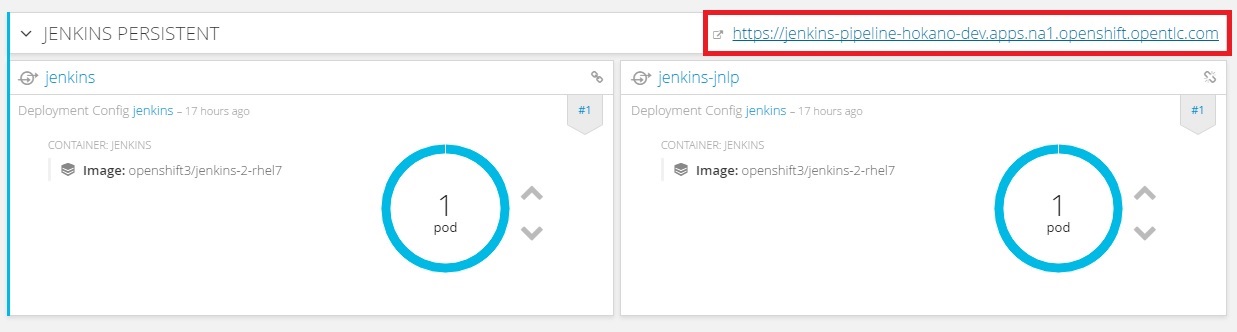 JENKINS PERSISTENT
https://jenkins-pipeline-hokano-dev.apps.na1.openshift.opentlc.com
jenkins
Deployment Config jenkins – 17 hours ago
#1
CONTAINER: JENKINS
Image: openshift3/jenkins-2-rhel7
1
pod
jenkins-jnlp
Deployment Config jenkins – 17 hours ago
#1
CONTAINER: JENKINS
Image: openshift3/jenkins-2-rhel7
1
pod